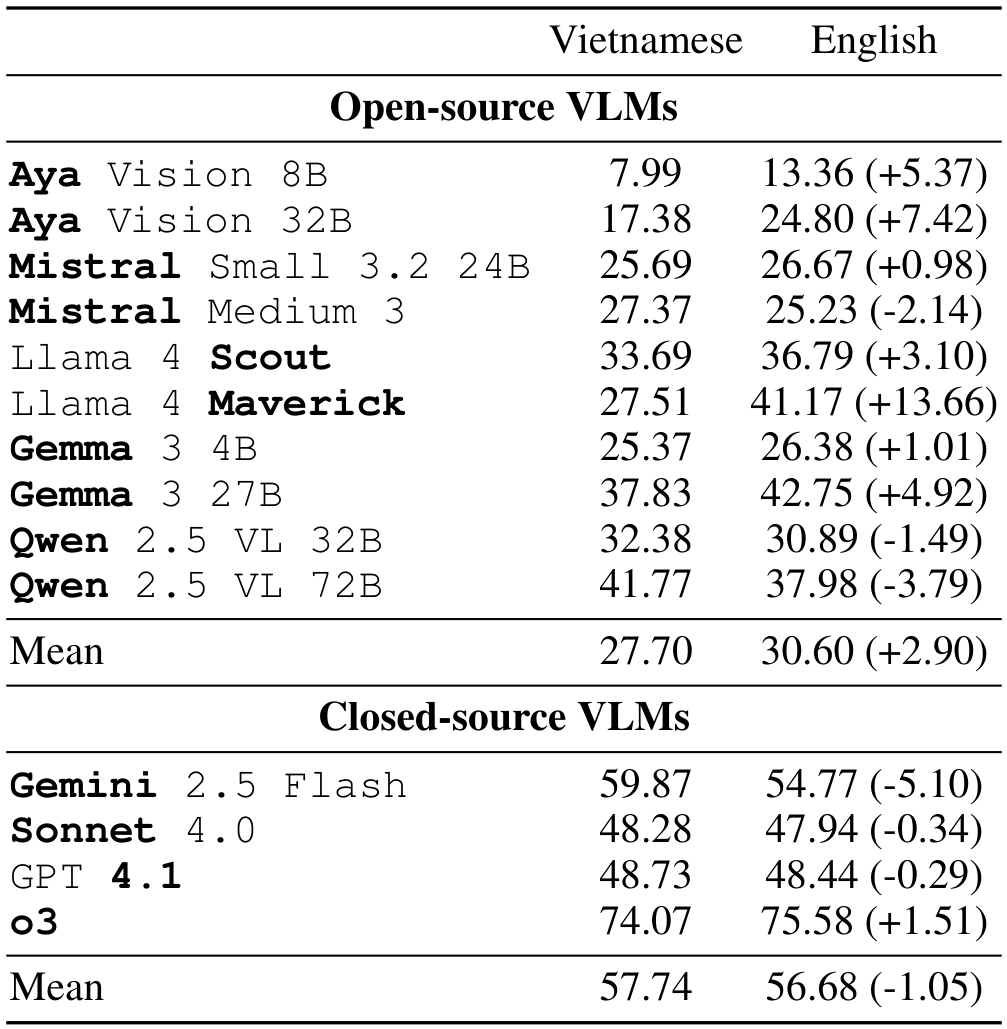 Vietnamese English
Open-source VLMs
Aya Vision 8B 7.99 13.36 (+5.37)
Aya Vision 32B 17.38 24.80 (+7.42)
Mistral Small 3.2 24B 25.69 26.67 (+0.98)
Mistral Medium 3 27.37 25.23 (-2.14)
Llama 4 Scout 33.69 36.79 (+3.10)
Llama 4 Maverick 27.51 41.17 (+13.66)
Gemma 3 4B 25.37 26.38 (+1.01)
Gemma 3 27B 37.83 42.75 (+4.92)
Qwen 2.5 VL 32B 32.38 30.89 (-1.49)
Qwen 2.5 VL 72B 41.77 37.98 (-3.79)
Mean 27.70 30.60 (+2.90)
Closed-source VLMs
Gemini 2.5 Flash 59.87 54.77 (-5.10)
Sonnet 4.0 48.28 47.94 (-0.34)
GPT 4.1 48.73 48.44 (-0.29)
o3 74.07 75.58 (+1.51)
Mean 57.74 56.68 (-1.05)